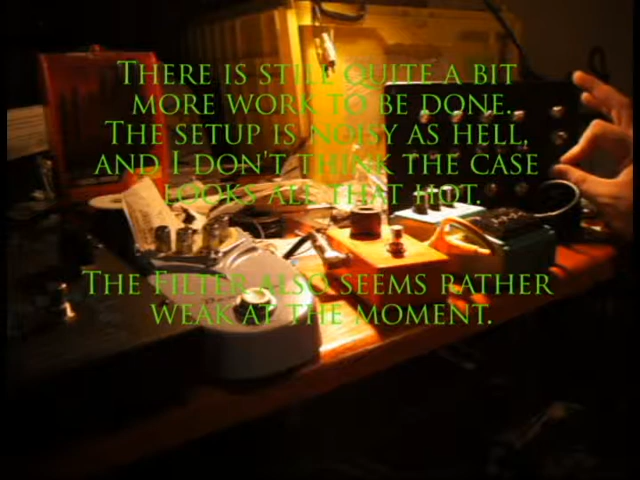 There is still quite a bit
more work to be done.
The setup is noisy as hell,
and I don't think the case
looks all that hot.
The Filter also seems rather
weak at the moment.